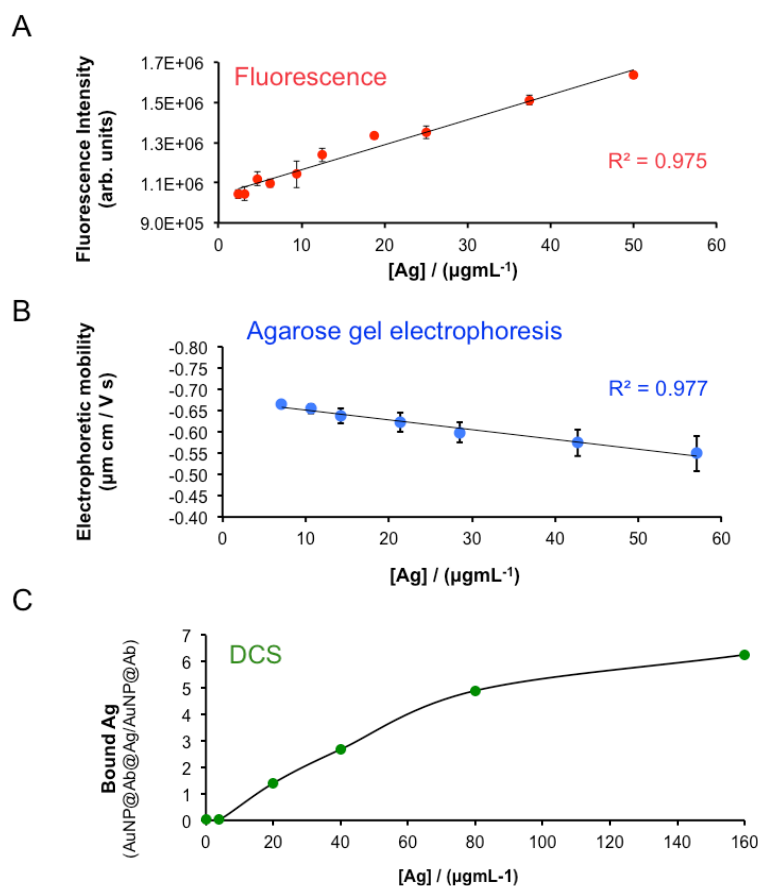 A
Fluorescence Intensity
(arb. units)
1.7E+06
1.5E+06
1.3E+06
1.1E+06
9.0E+05
Fluorescence
R² = 0.975
0 10 20 30 40 50 60
[Ag] / (µgmL⁻¹)
B
Electrophoretic mobility
(µm cm / V s)
Agarose gel electrophoresis
-0.80
-0.75
-0.70
-0.65
-0.60
-0.55
-0.50
-0.45
-0.40
R² = 0.977
0 10 20 30 40 50 60
[Ag] / (µgmL⁻¹)
C
Bound Ag
(AuNP@Ab@Ag/AuNP@Ab)
7
6
5
4
3
2
1
0
DCS
0 20 40 60 80 100 120 140 160
[Ag] / (µgmL-1)